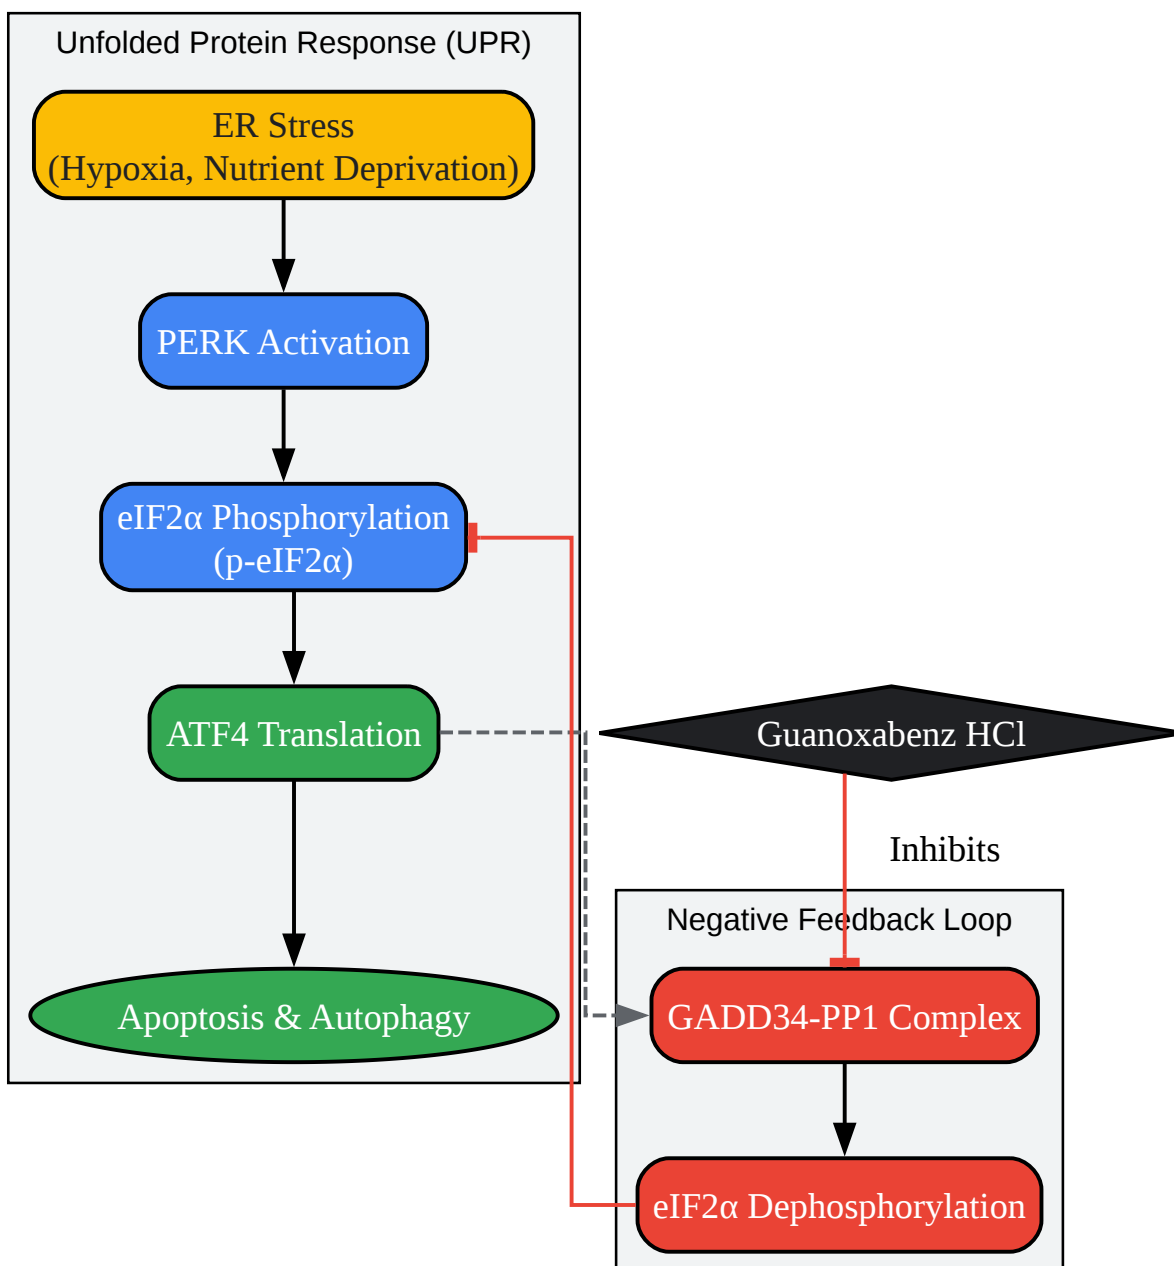 Unfolded Protein Response (UPR)
ER Stress
(Hypoxia, Nutrient Deprivation)
PERK Activation
eIF2α Phosphorylation
(p-eIF2α)
ATF4 Translation
Apoptosis & Autophagy
Guanoxabenz HCl
Inhibits
Negative Feedback Loop
GADD34-PP1 Complex
eIF2α Dephosphorylation